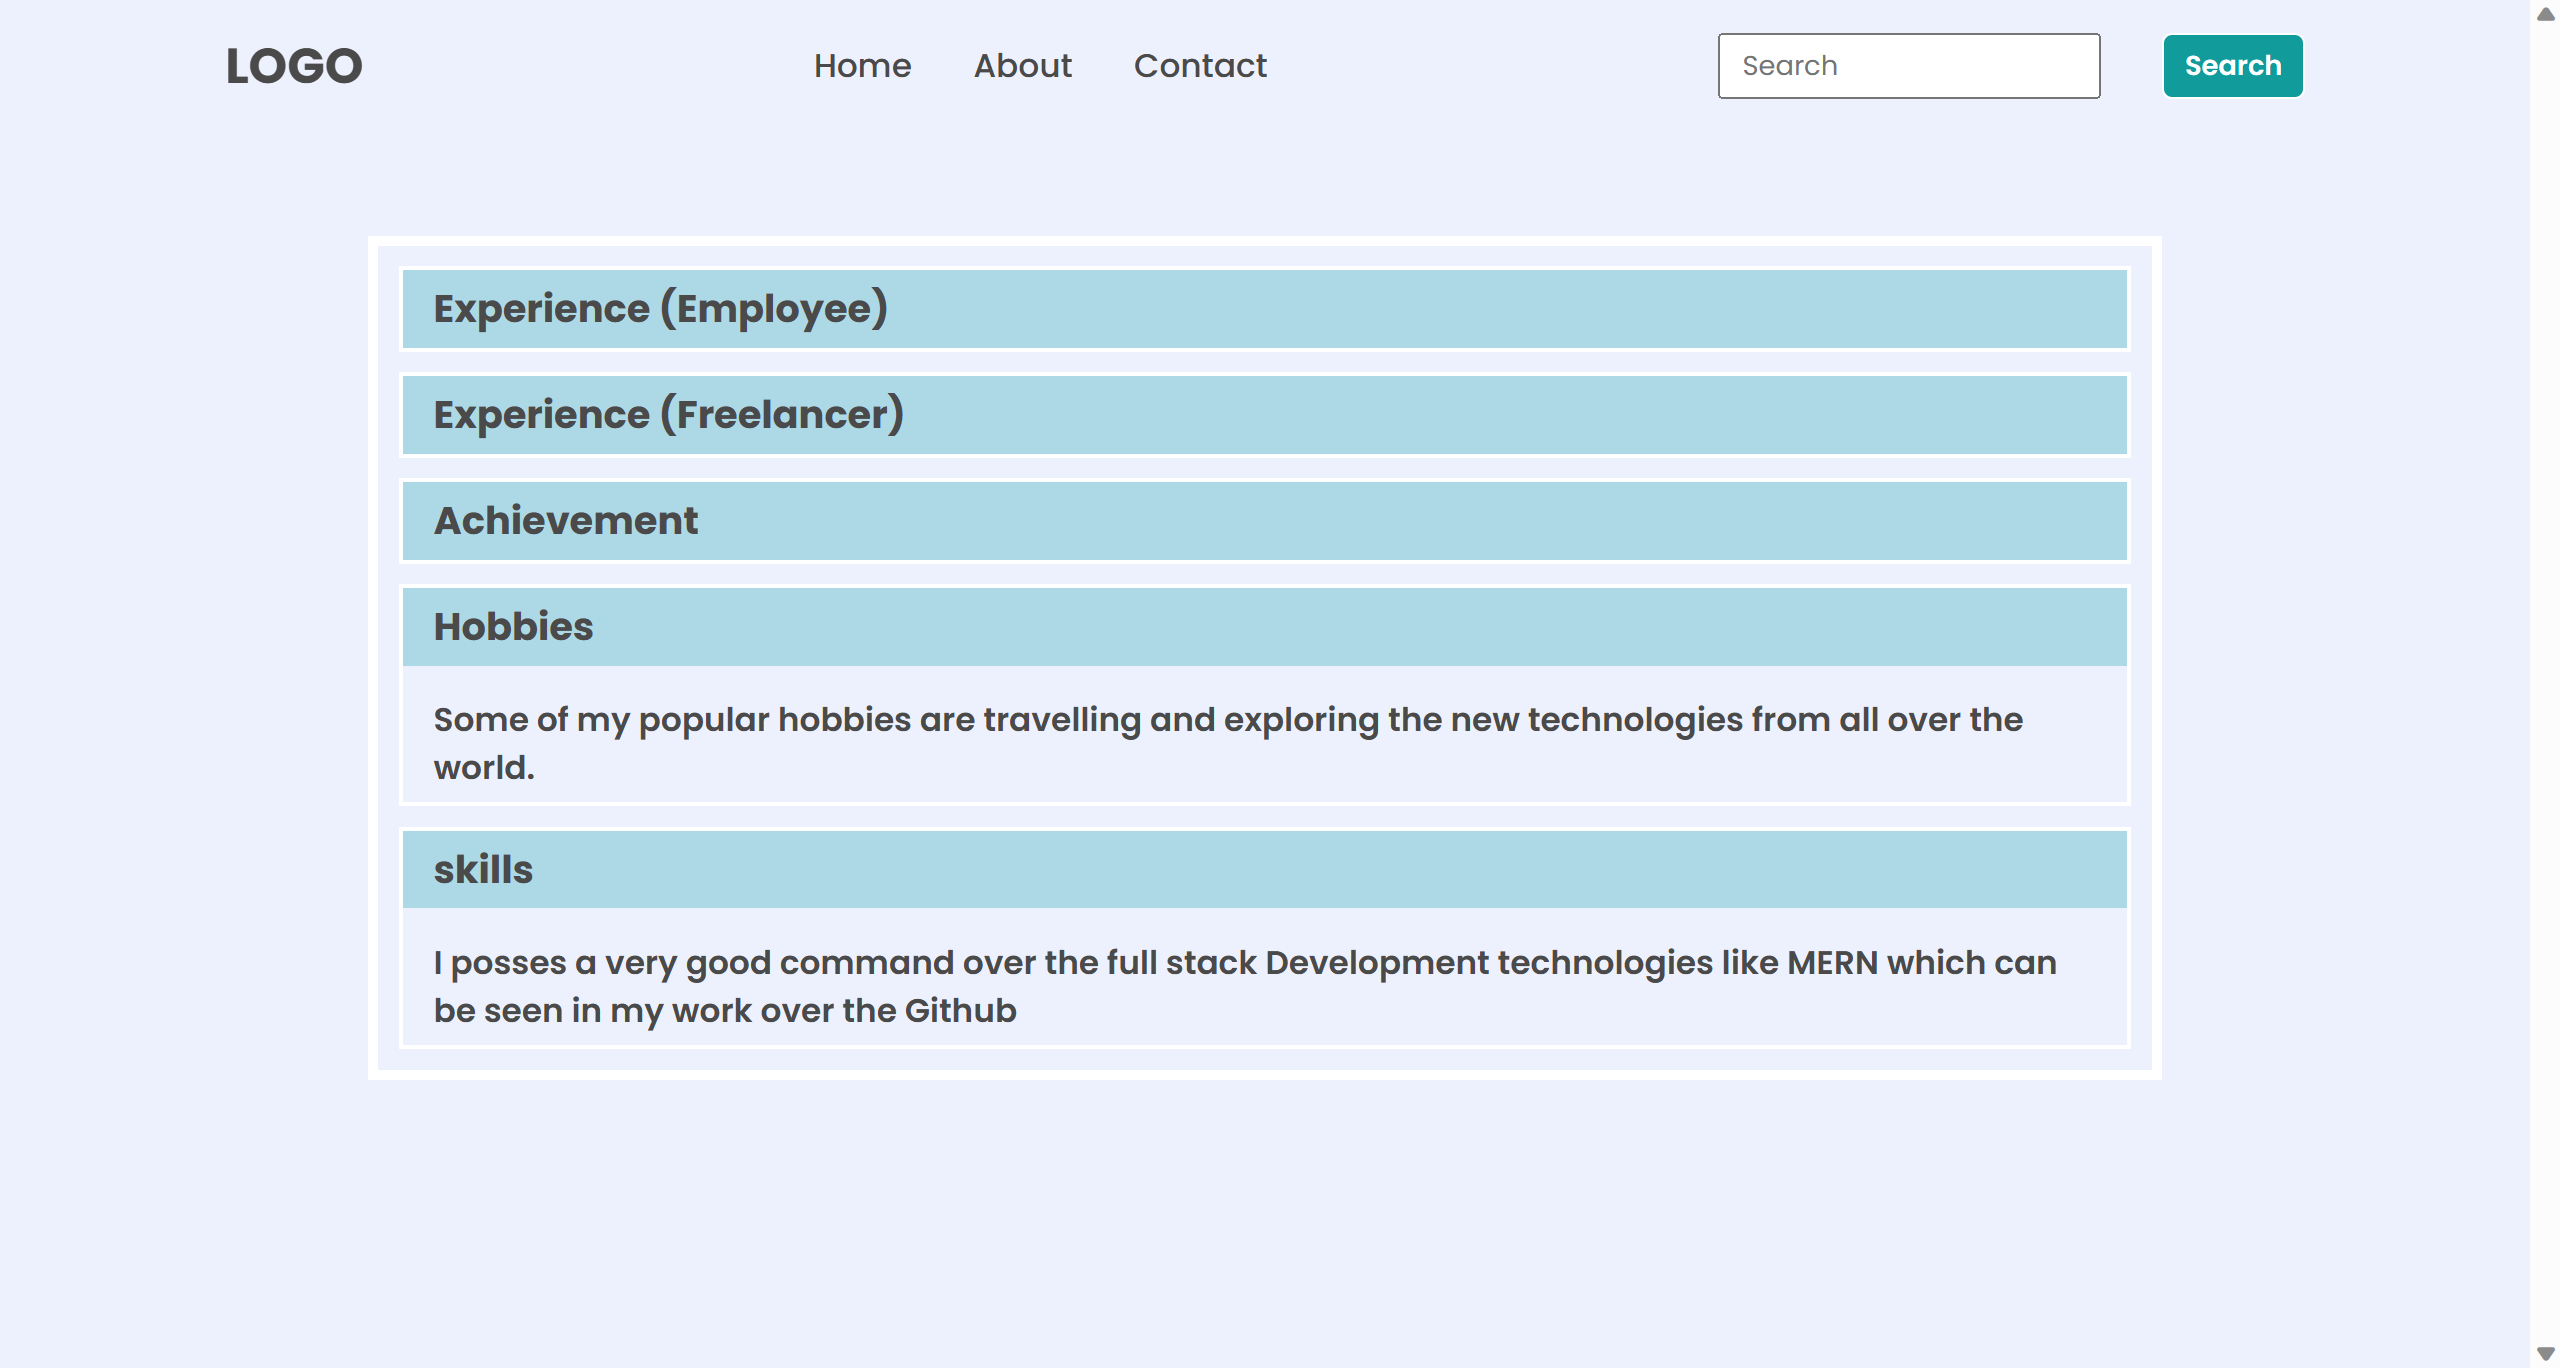 LOGO
Home
About
Contact
Search
Search
Experience (Employee)
Experience (Freelancer)
Achievement
Hobbies
Some of my popular hobbies are travelling and exploring the new technologies from all over the
world.
skills
I posses a very good command over the full stack Development technologies like MERN which can
be seen in my work over the Github